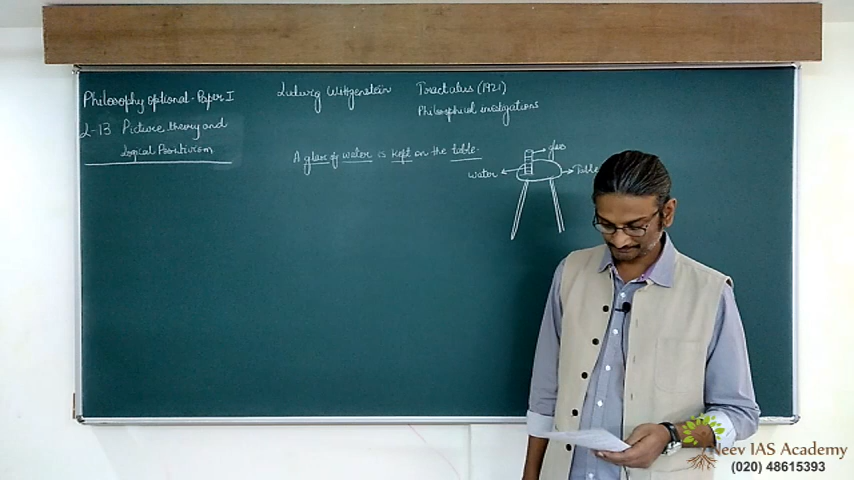 Philosophy optional - Paper I
L-13 Picture theory and
Logical Positivism
Ludwig Wittgenstein
Tractatus (1921)
Philosophical investigations
A glass of water is kept on the table.
glass
water
Table
Neev IAS Academy
(020) 48615393